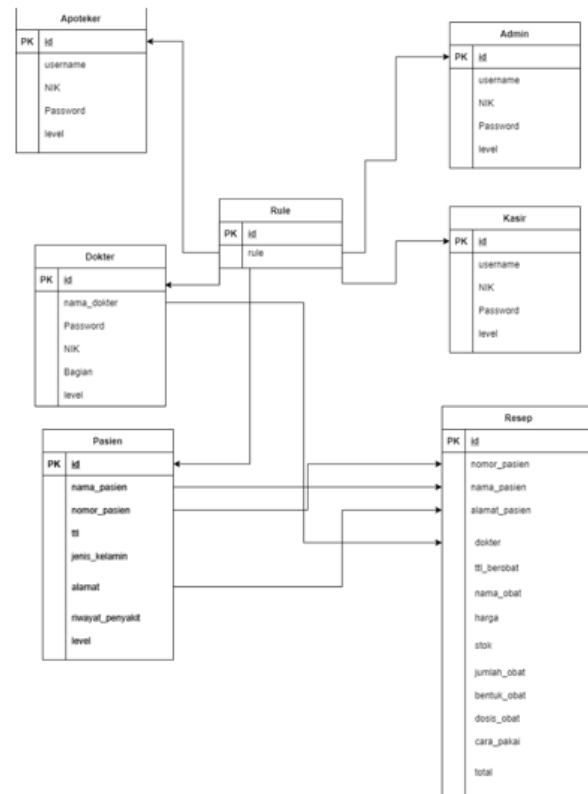 Apoteker
PK id
username
NIK
Password
level
Admin
PK id
username
NIK
Password
level
Rule
PK id
rule
Kasir
PK id
username
NIK
Password
level
Dokter
PK id
nama_dokter
Password
NIK
Bagian
level
Pasien
PK id
nama_pasien
nomor_pasien
ttl
jenis_kelamin
alamat
riwayat_penyakit
level
Resep
PK id
nomor_pasien
nama_pasien
alamat_pasien
dokter
ttl_berobat
nama_obat
harga
stok
jumlah_obat
bentuk_obat
dosis_obat
cara_pakai
total